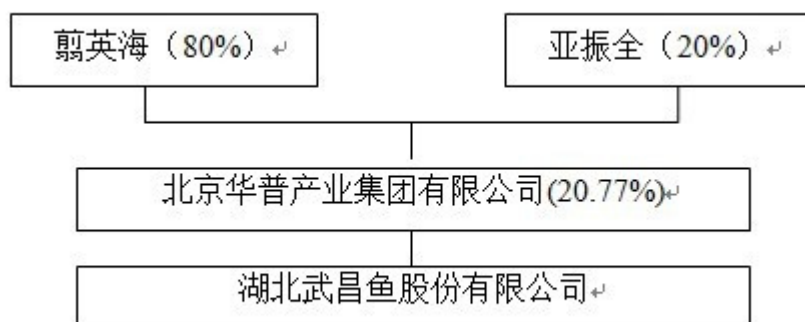 翦英海（80%）
亚振全（20%）
北京华普产业集团有限公司(20.77%)
湖北武昌鱼股份有限公司